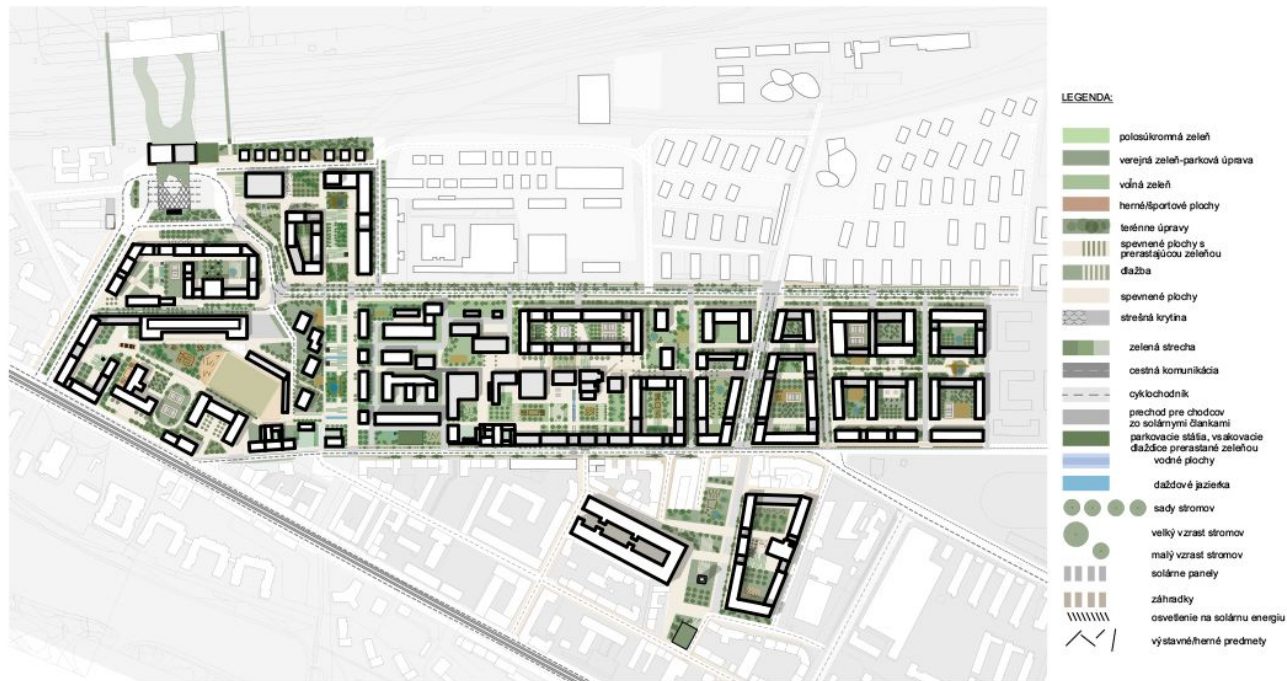 LEGENDA:
polosúkromná zeleň
verejná zeleň-parková úprava
voľná zeleň
herné/športové plochy
terénne úpravy
spevnené plochy s
prerastajúcou zeleňou
dlažba
spevnené plochy
strešná krytina
zelená strecha
cestná komunikácia
cyklochodník
prechod pre chodcov
zo solárnymi člankami
parkovacie státia, vsakovacie
dlaždice prerastané zeleňou
vodné plochy
daždové jazierka
sady stromov
velký vzrast stromov
malý vzrast stromov
solárne panely
záhradky
osvetlenie na solárnu energiu
výstavné/herné predmety